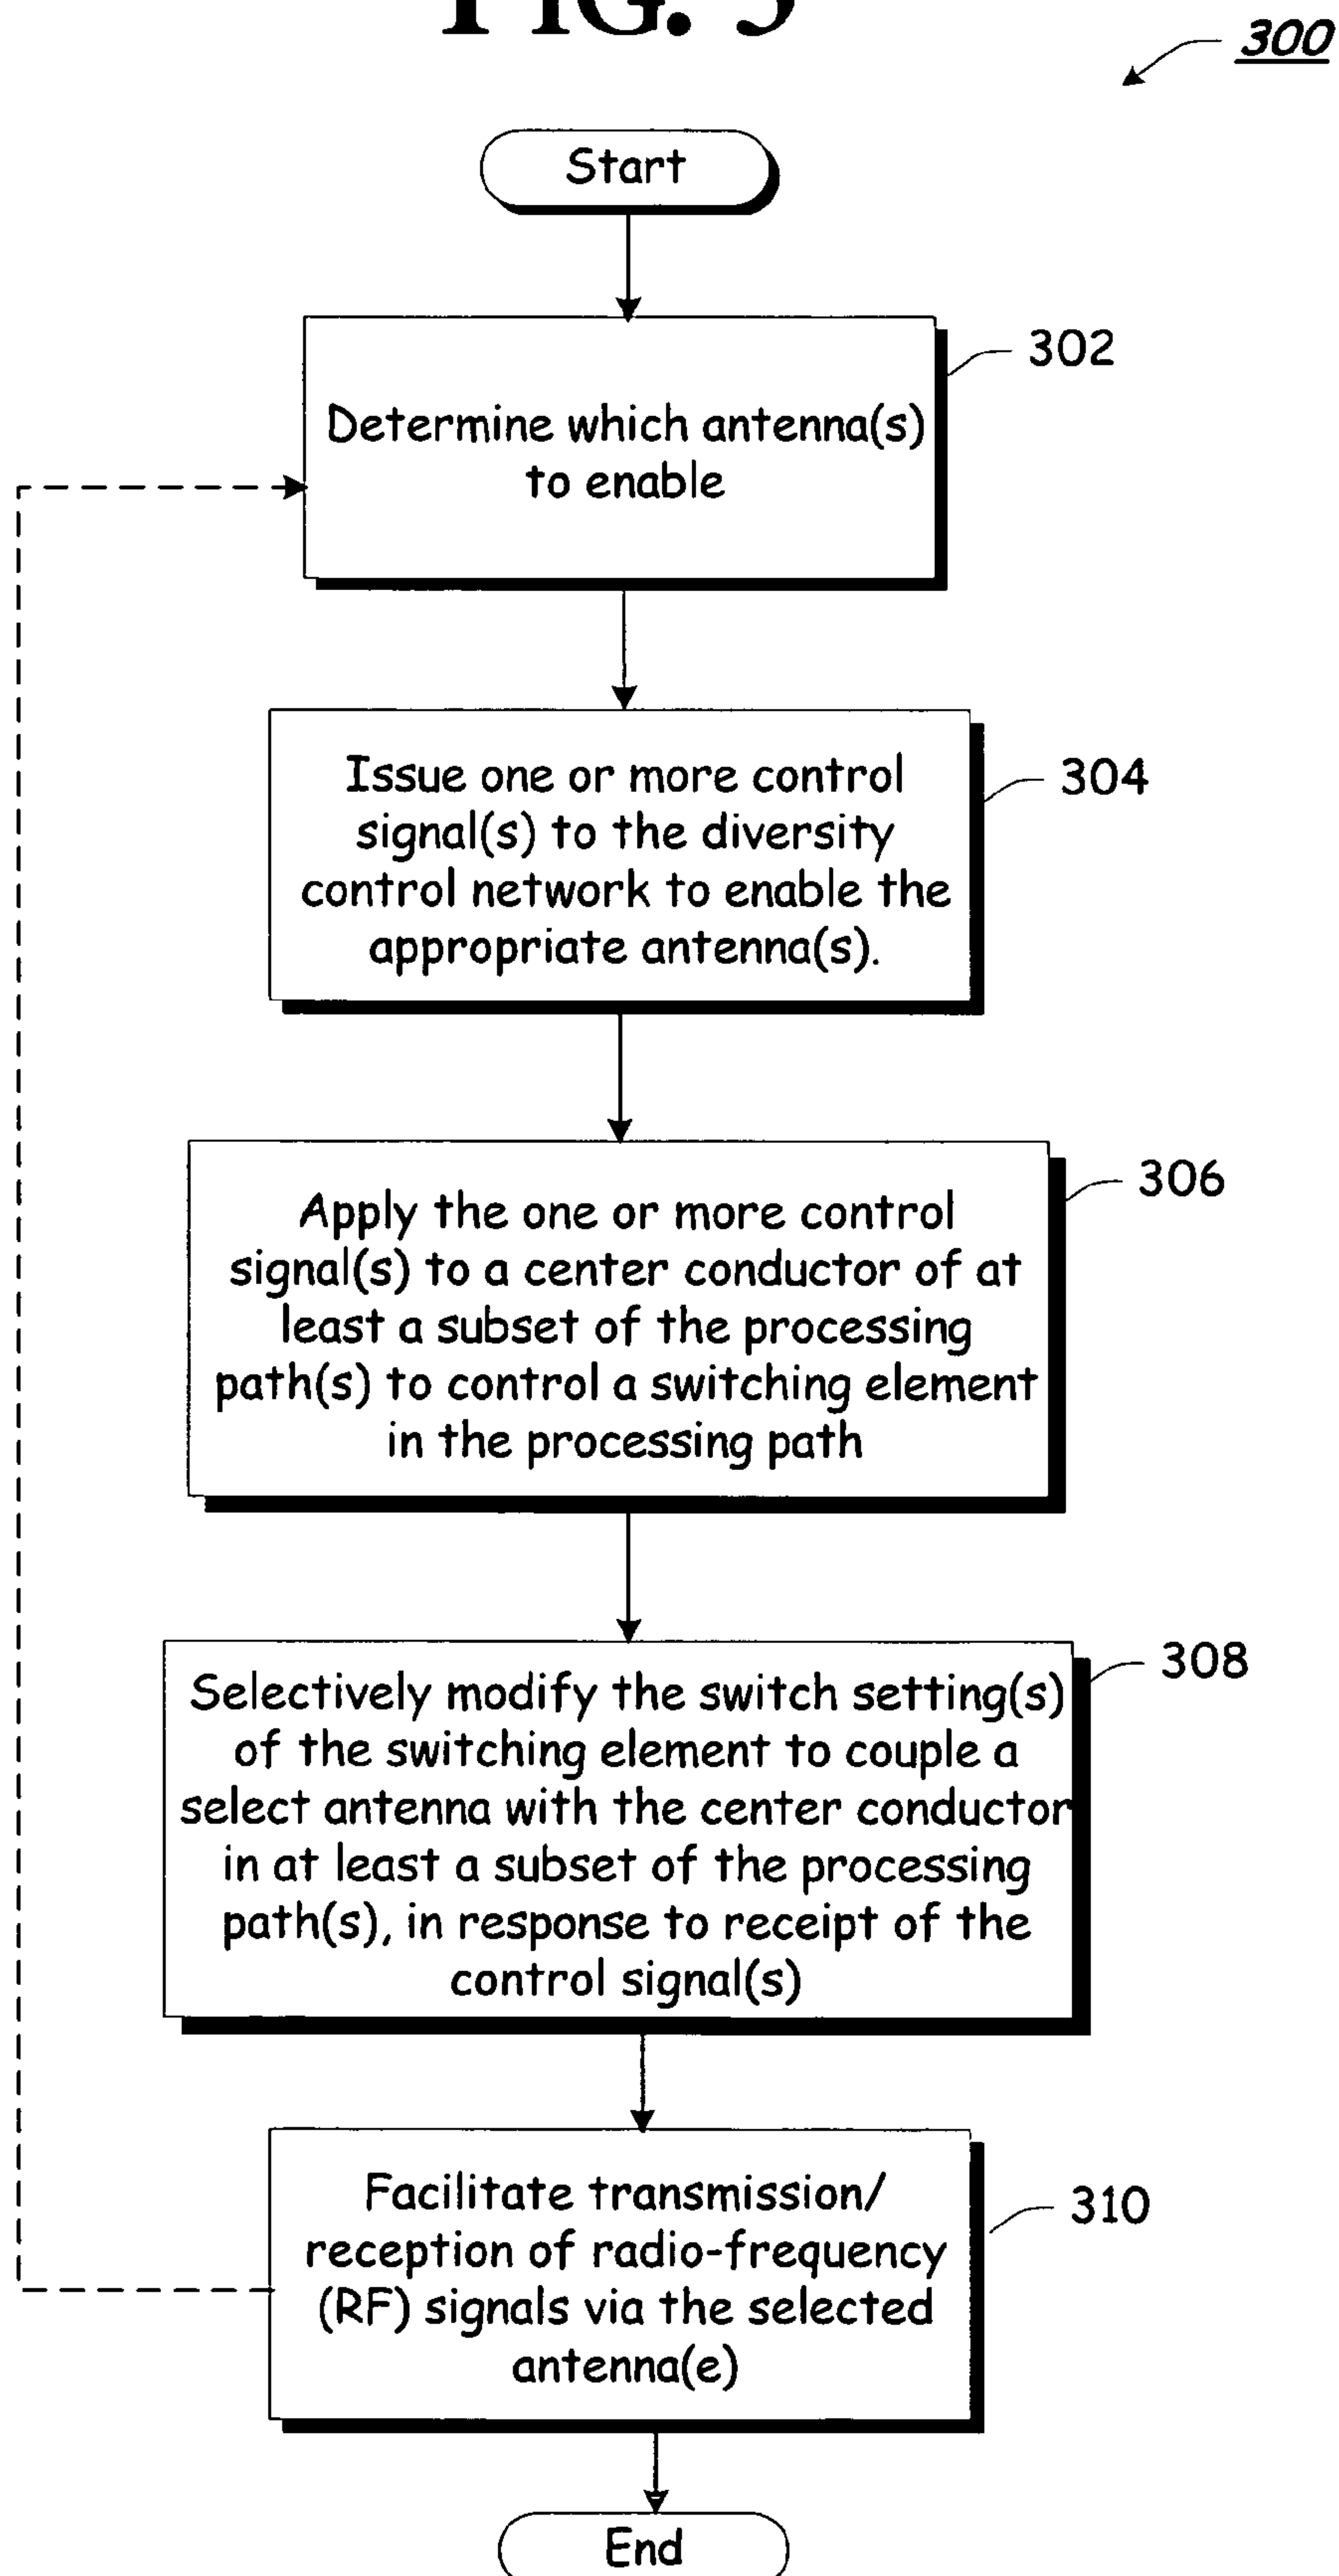 FIG. 3
300
Start
302
Determine which antenna(s)
to enable
304
Issue one or more control
signal(s) to the diversity
control network to enable the
appropriate antenna(s).
306
Apply the one or more control
signal(s) to a center conductor of at
least a subset of the processing
path(s) to control a switching element
in the processing path
308
Selectively modify the switch setting(s)
of the switching element to couple a
select antenna with the center conductor
in at least a subset of the processing
path(s), in response to receipt of the
control signal(s)
310
Facilitate transmission/
reception of radio-frequency
(RF) signals via the selected
antenna(e)
End